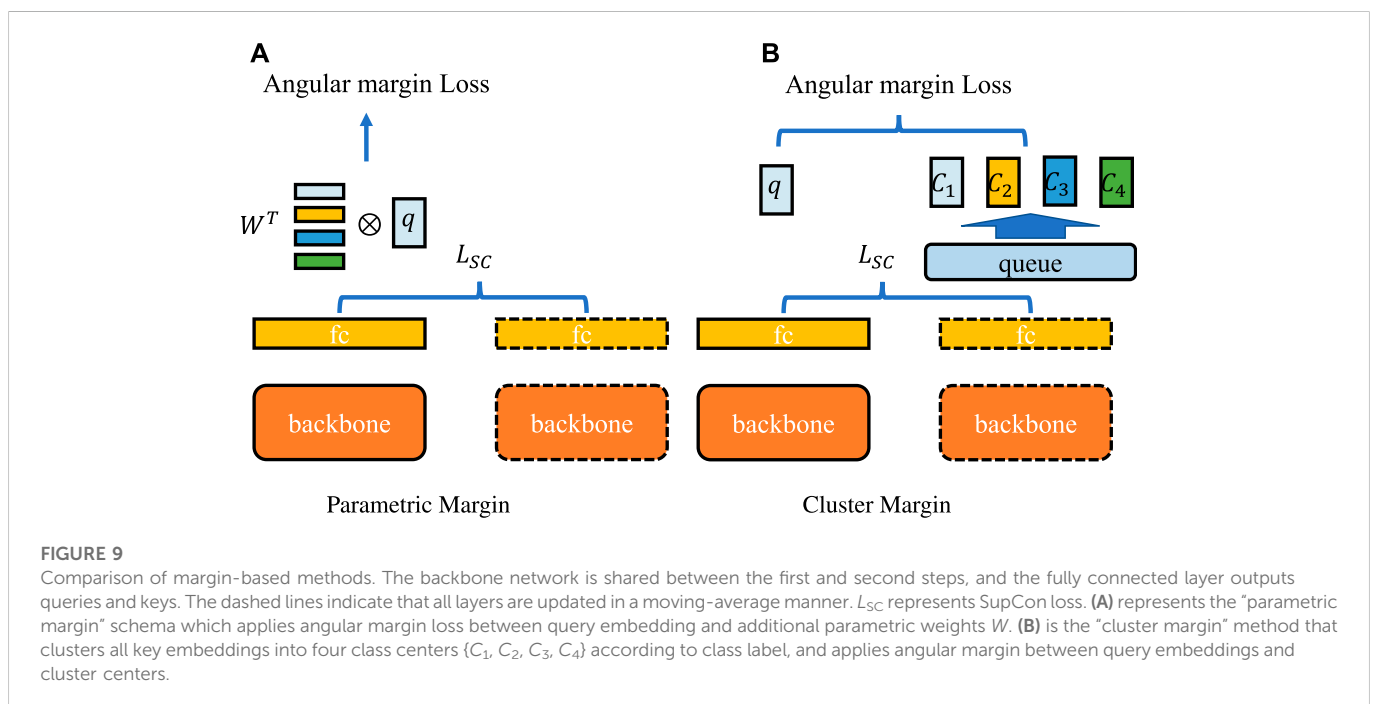 A
Angular margin Loss
W^T
⊗
q
L_SC
fc
fc
backbone
backbone
Parametric Margin
B
Angular margin Loss
q
C_1
C_2
C_3
C_4
queue
L_SC
fc
fc
backbone
backbone
Cluster Margin
FIGURE 9
Comparison of margin-based methods. The backbone network is shared between the first and second steps, and the fully connected layer outputs
queries and keys. The dashed lines indicate that all layers are updated in a moving-average manner. L_SC represents SupCon loss. (A) represents the “parametric
margin” schema which applies angular margin loss between query embedding and additional parametric weights W. (B) is the “cluster margin” method that
clusters all key embeddings into four class centers {C_1, C_2, C_3, C_4} according to class label, and applies angular margin between query embeddings and
cluster centers.